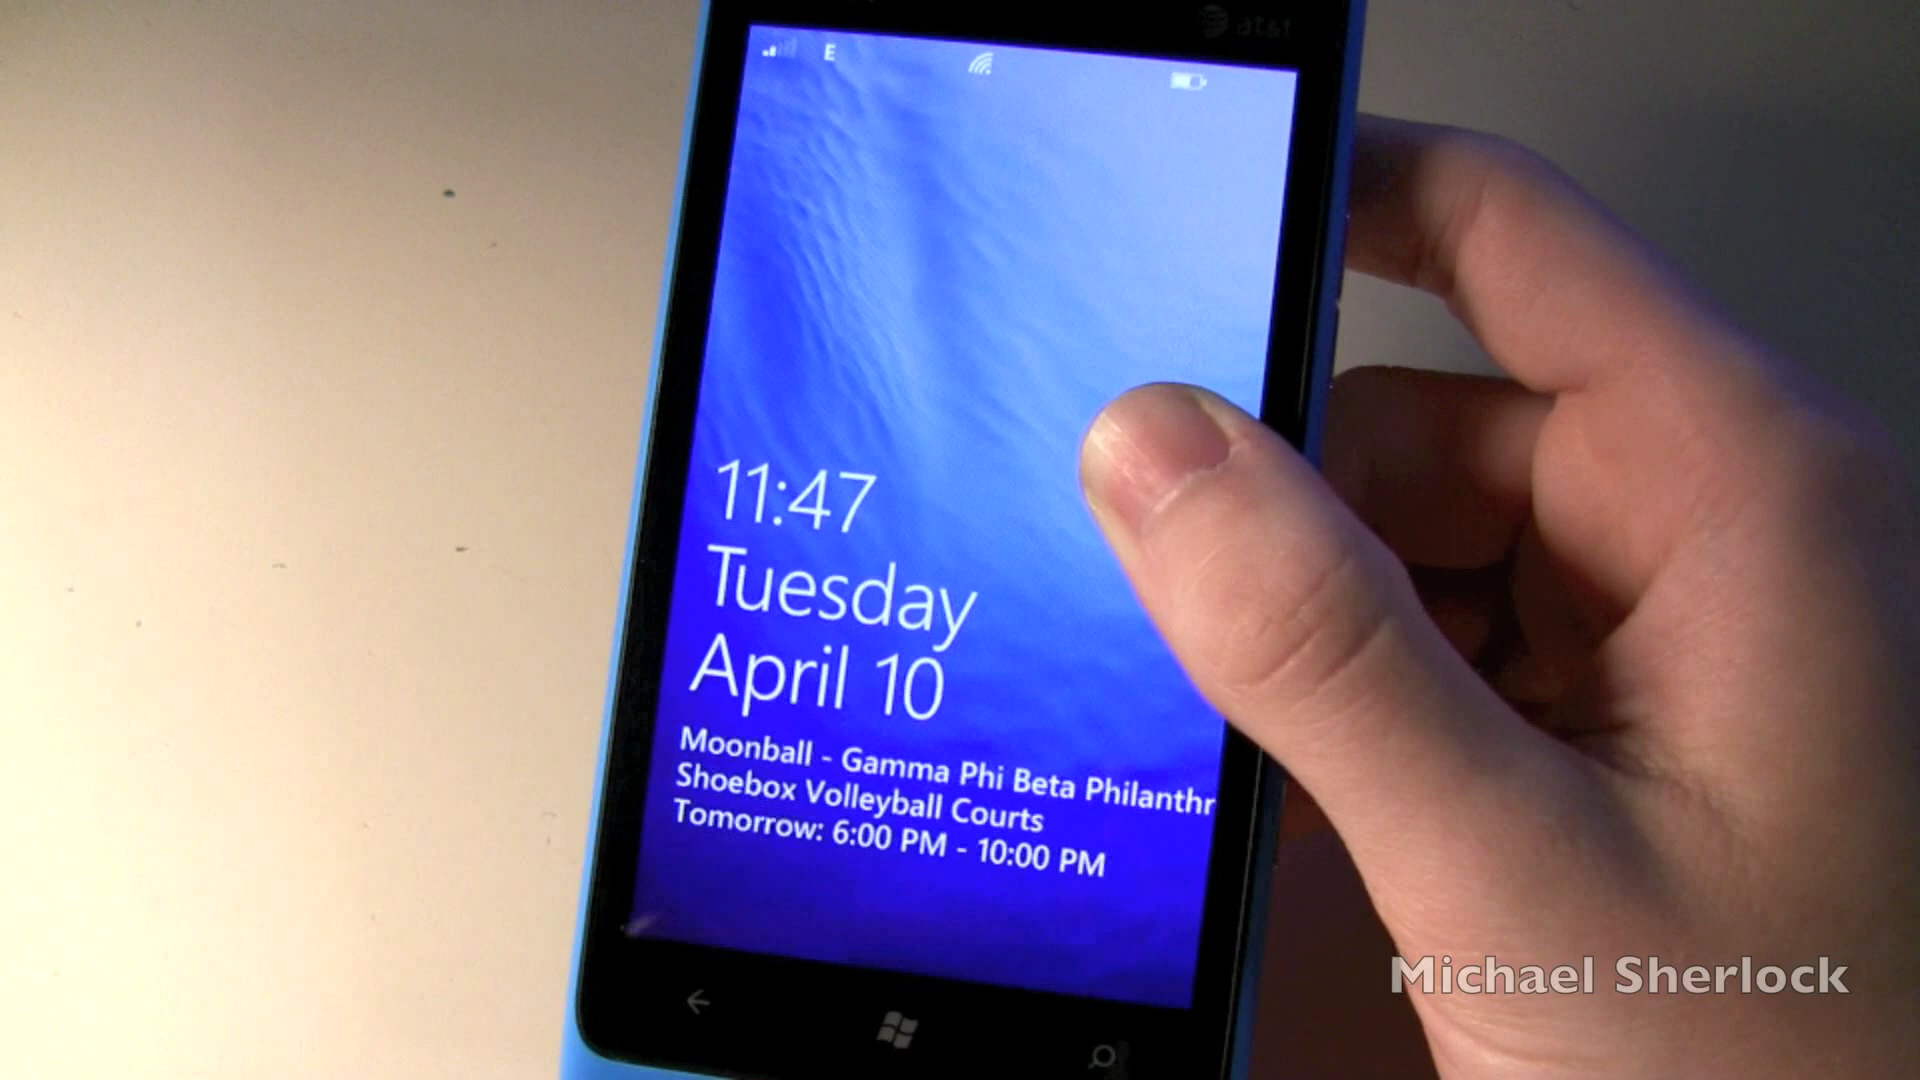 at&t
E
11:47
Tuesday
April 10
Moonball - Gamma Phi Beta Philanthr
Shoebox Volleyball Courts
Tomorrow: 6:00 PM - 10:00 PM
Michael Sherlock